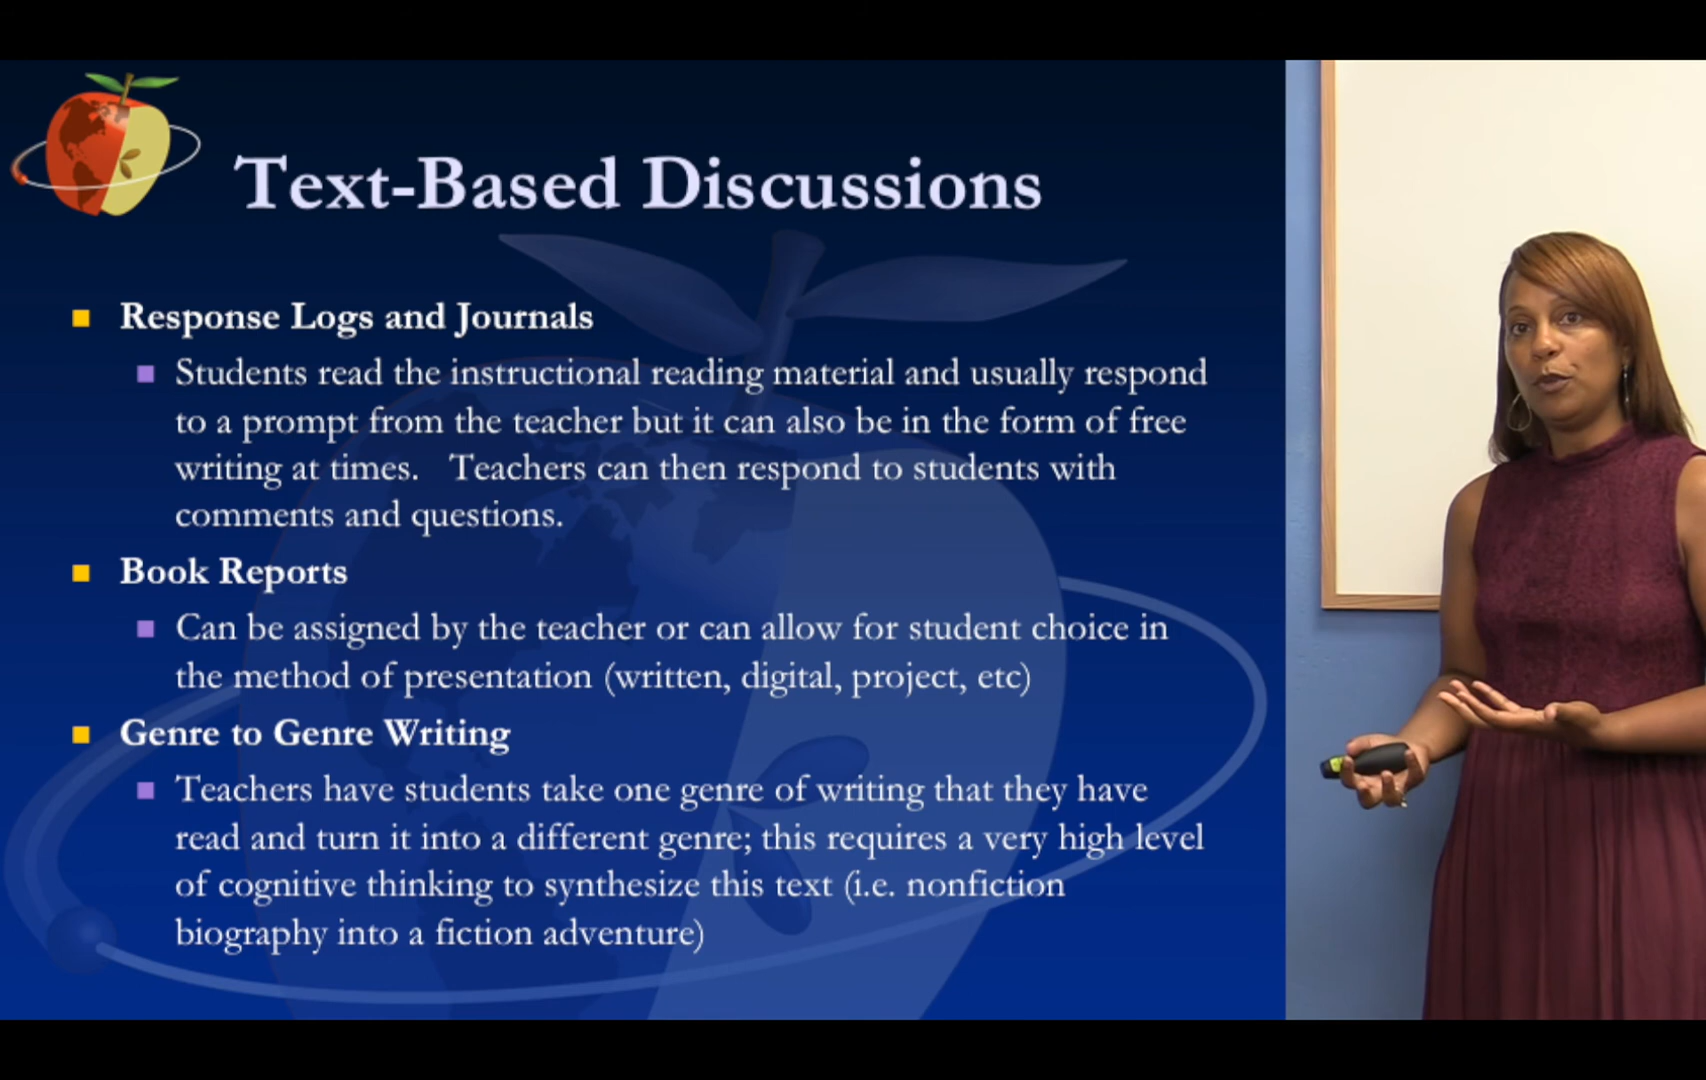 Text-Based Discussions
Response Logs and Journals
Students read the instructional reading material and usually respond
to a prompt from the teacher but it can also be in the form of free
writing at times.   Teachers can then respond to students with
comments and questions.
Book Reports
Can be assigned by the teacher or can allow for student choice in
the method of presentation (written, digital, project, etc)
Genre to Genre Writing
Teachers have students take one genre of writing that they have
read and turn it into a different genre; this requires a very high level
of cognitive thinking to synthesize this text (i.e. nonfiction
biography into a fiction adventure)